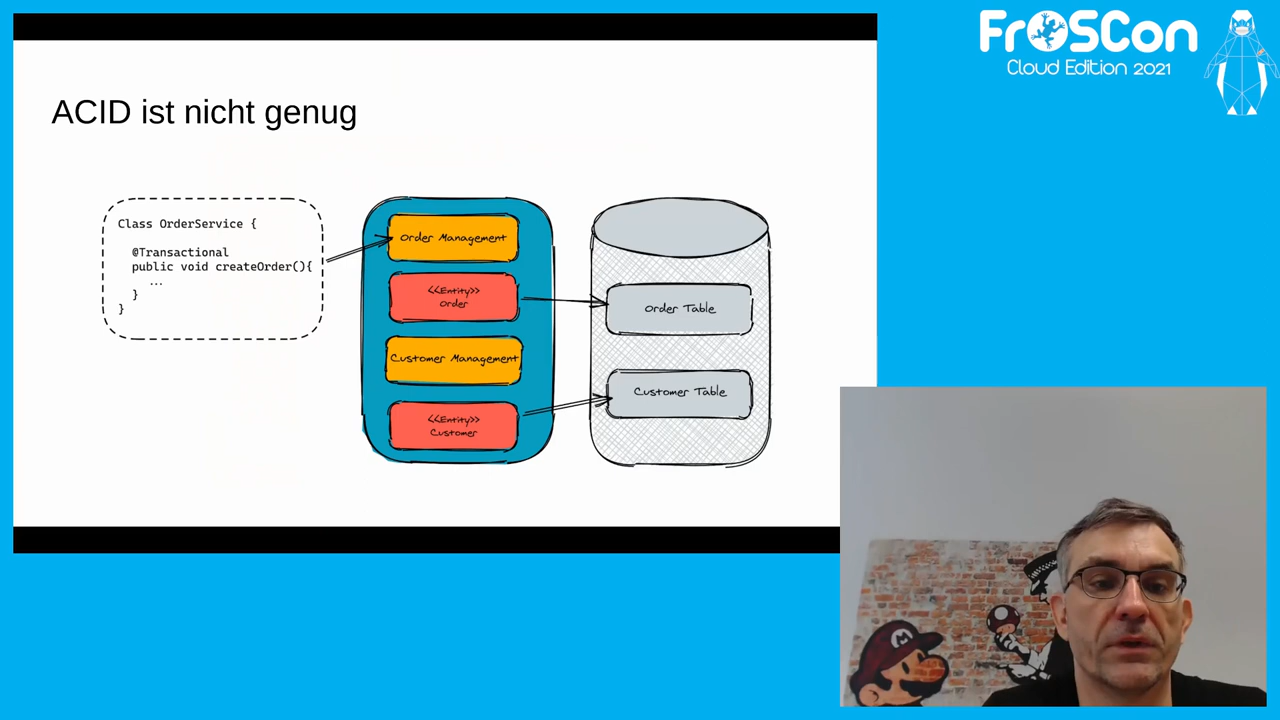 FrOSCon
Cloud Edition 2021
ACID ist nicht genug
Class OrderService {
@Transactional
public void createOrder(){
...
}
}
Order Management
<<Entity>>
Order
Customer Management
<<Entity>>
Customer
Order Table
Customer Table
M